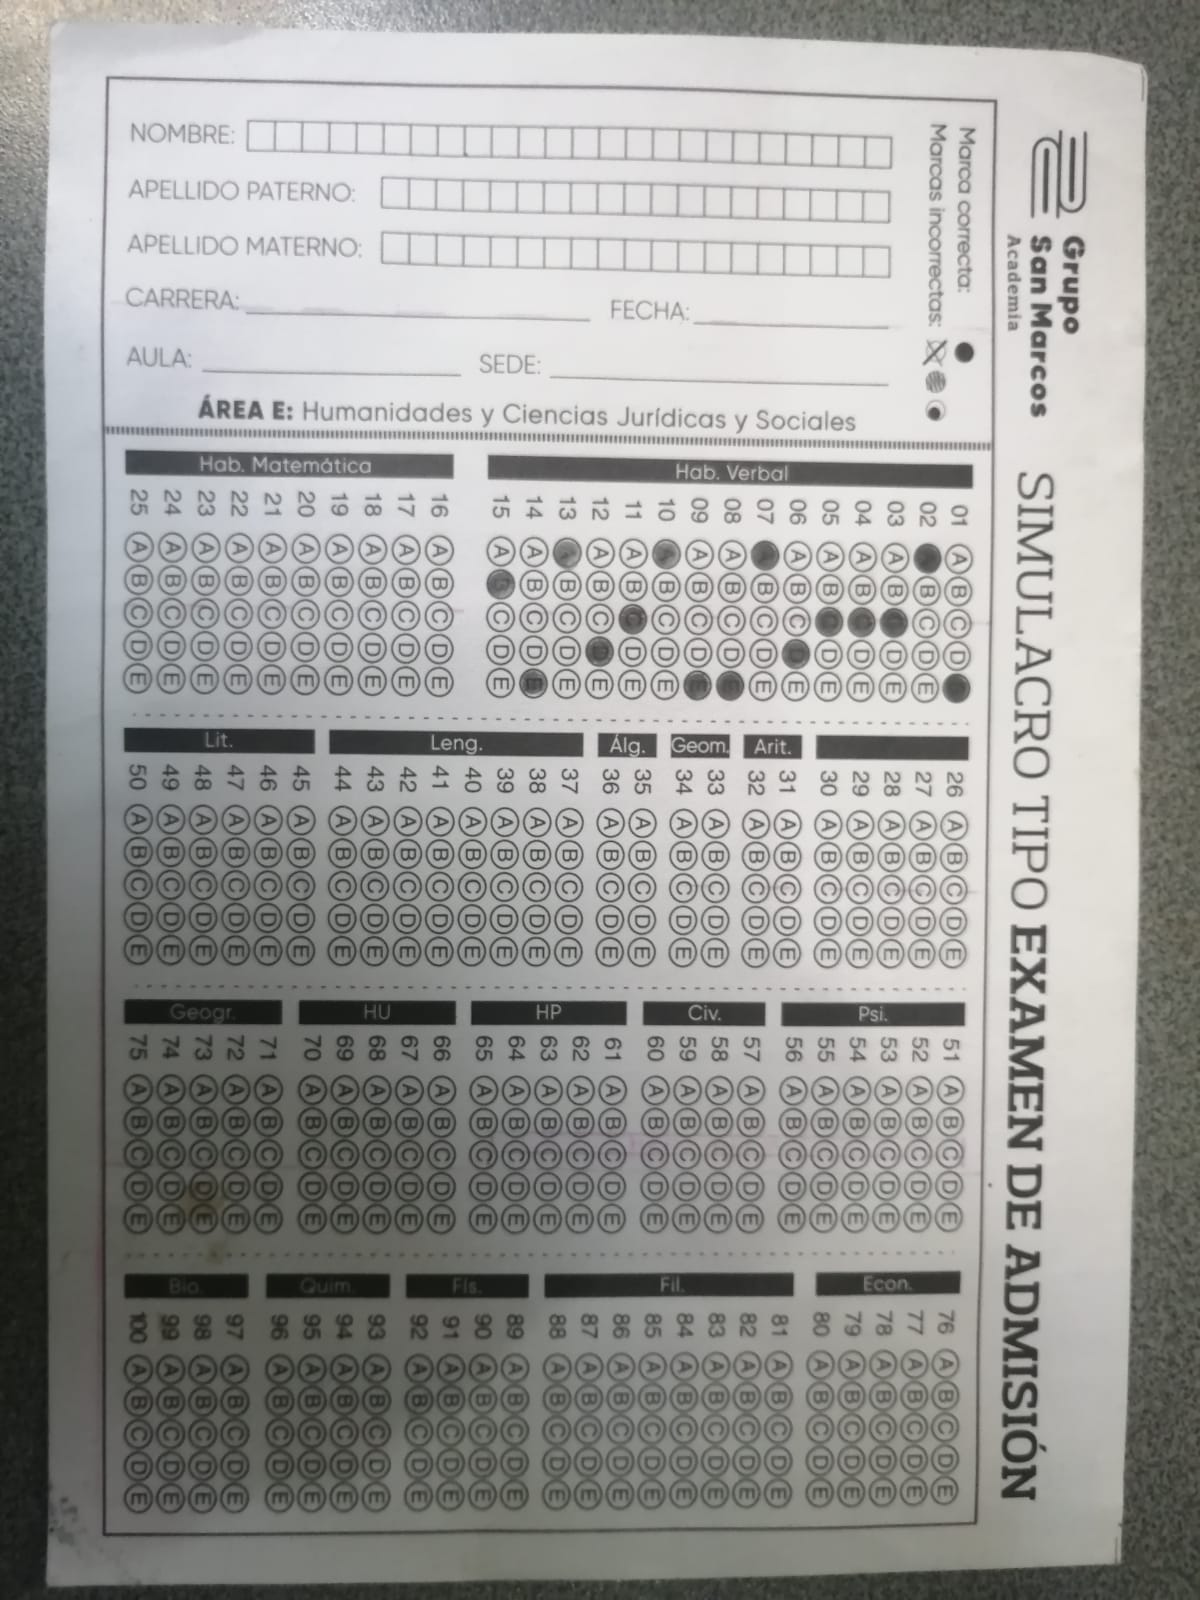 Grupo
San Marcos
Academia
SIMULACRO TIPO EXAMEN DE ADMISIÓN
Marca correcta:
Marcas incorrectas:
NOMBRE:
APELLIDO PATERNO:
APELLIDO MATERNO:
CARRERA: FECHA:
AULA: SEDE:
ÁREA E: Humanidades y Ciencias Jurídicas y Sociales
Hab. Verbal
01 A B C D
02 B C D E
03 A B C D E
04 A B C D E
05 A B C D E
06 A B C D E
07 A B C D E
08 A B C D E
09 A B C D E
10 A B C D E
11 A B C D E
12 A B C D E
13 A B C D E
14 A B C D E
15 A B C D E
Hab. Matemática
16 A B C D E
17 A B C D E
18 A B C D E
19 A B C D E
20 A B C D E
21 A B C D E
22 A B C D E
23 A B C D E
24 A B C D E
25 A B C D E
26 A B C D E
27 A B C D E
28 A B C D E
29 A B C D E
30 A B C D E
Arit.
31 A B C D E
32 A B C D E
Geom.
33 A B C D E
34 A B C D E
Álg.
35 A B C D E
36 A B C D E
Leng.
37 A B C D E
38 A B C D E
39 A B C D E
40 A B C D E
41 A B C D E
42 A B C D E
43 A B C D E
44 A B C D E
Lit.
45 A B C D E
46 A B C D E
47 A B C D E
48 A B C D E
49 A B C D E
50 A B C D E
Psi.
51 A B C D E
52 A B C D E
53 A B C D E
54 A B C D E
55 A B C D E
56 A B C D E
Civ.
57 A B C D E
58 A B C D E
59 A B C D E
60 A B C D E
HP
61 A B C D E
62 A B C D E
63 A B C D E
64 A B C D E
65 A B C D E
HU
66 A B C D E
67 A B C D E
68 A B C D E
69 A B C D E
70 A B C D E
Geogr.
71 A B C D E
72 A B C D E
73 A B C D E
74 A B C D E
75 A B C D E
Econ.
76 A B C D E
77 A B C D E
78 A B C D E
79 A B C D E
80 A B C D E
Fil.
81 A B C D E
82 A B C D E
83 A B C D E
84 A B C D E
85 A B C D E
86 A B C D E
87 A B C D E
88 A B C D E
Fís.
89 A B C D E
90 A B C D E
91 A B C D E
92 A B C D E
Quím.
93 A B C D E
94 A B C D E
95 A B C D E
96 A B C D E
Bio.
97 A B C D E
98 A B C D E
99 A B C D E
100 A B C D E